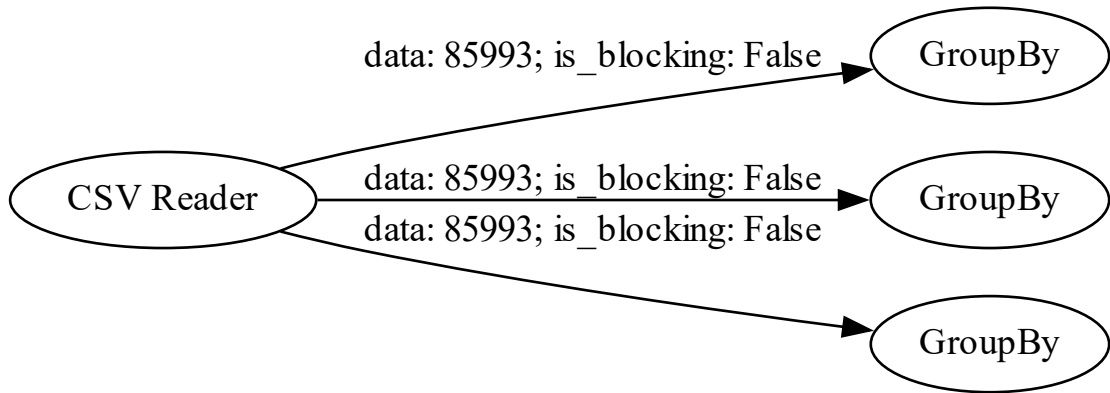 data: 85993; is_blocking: False
GroupBy
CSV Reader
data: 85993; is_blocking: False
GroupBy
data: 85993; is_blocking: False
GroupBy